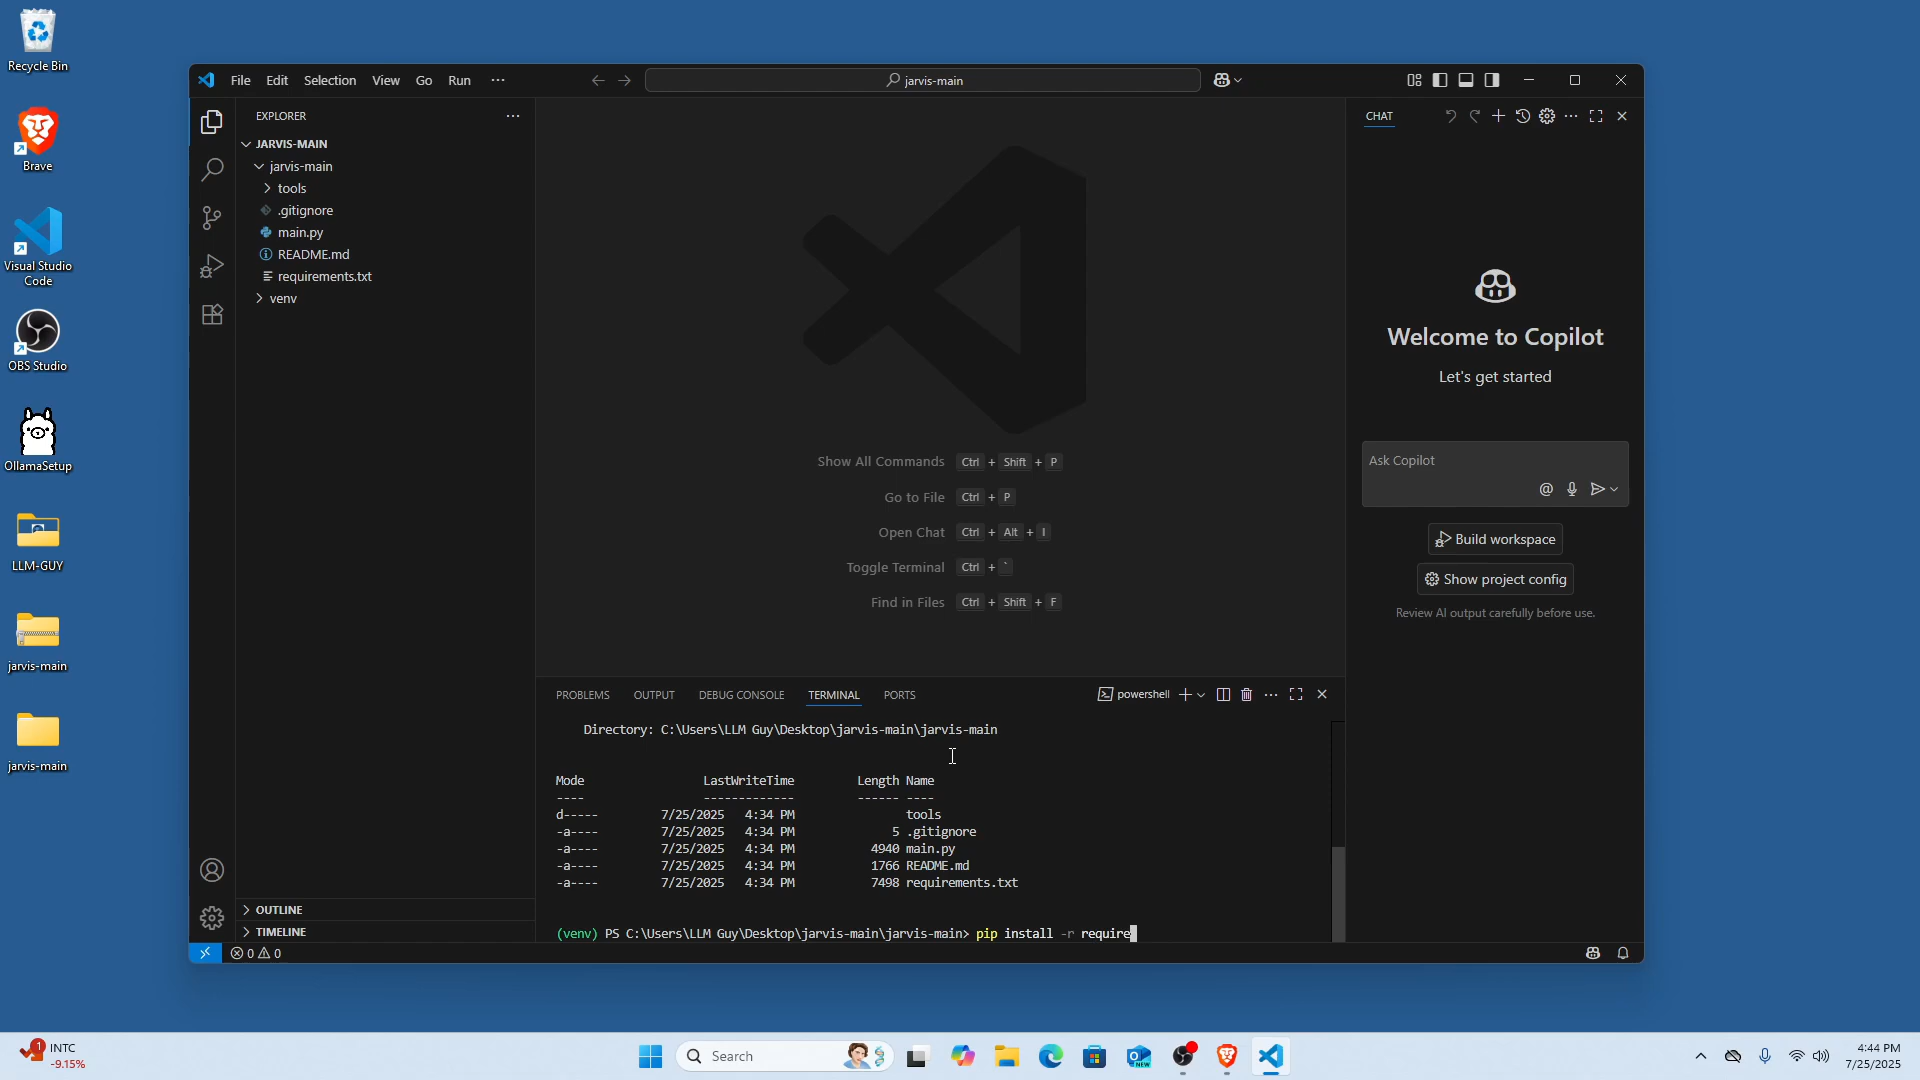 Recycle Bin
Brave
Visual Studio
Code
OBS Studio
OllamaSetup
LLM-GUY
jarvis-main
jarvis-main
File Edit Selection View Go Run ···
jarvis-main
EXPLORER ···
JARVIS-MAIN
jarvis-main
tools
.gitignore
main.py
README.md
requirements.txt
venv
OUTLINE
TIMELINE
Show All Commands Ctrl + Shift + P
Go to File Ctrl + P
Open Chat Ctrl + Alt + I
Toggle Terminal Ctrl + `
Find in Files Ctrl + Shift + F
PROBLEMS OUTPUT DEBUG CONSOLE TERMINAL PORTS
powershell
Directory: C:\Users\LLM Guy\Desktop\jarvis-main\jarvis-main
Mode LastWriteTime Length Name
---- ------------- ------ ----
d----- 7/25/2025 4:34 PM tools
-a---- 7/25/2025 4:34 PM 5 .gitignore
-a---- 7/25/2025 4:34 PM 4940 main.py
-a---- 7/25/2025 4:34 PM 1766 README.md
-a---- 7/25/2025 4:34 PM 7498 requirements.txt
(venv) PS C:\Users\LLM Guy\Desktop\jarvis-main\jarvis-main> pip install -r require
CHAT
Welcome to Copilot
Let's get started
Ask Copilot
@
Build workspace
Show project config
Review AI output carefully before use.
0 0
1
INTC
-9.15%
Search
NEW
4:44 PM
7/25/2025